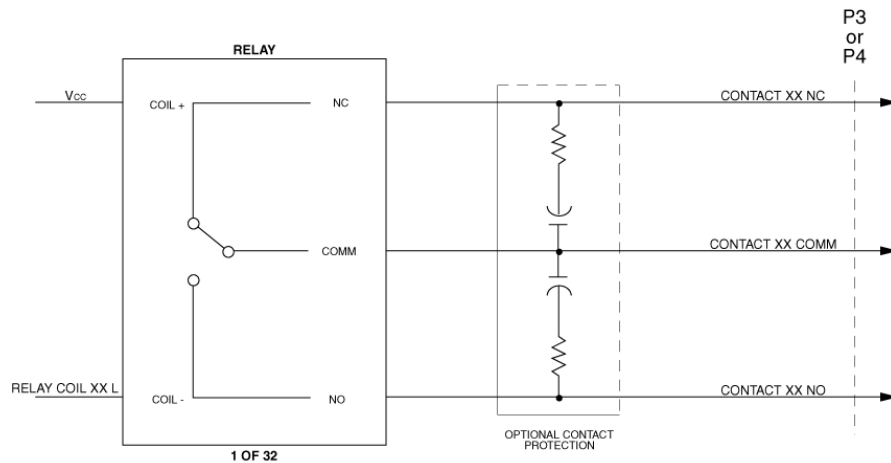 P3
or
P4
RELAY
Vcc
COIL +
NC
CONTACT XX NC
COMM
CONTACT XX COMM
RELAY COIL XX L
COIL -
NO
CONTACT XX NO
OPTIONAL CONTACT
PROTECTION
1 OF 32